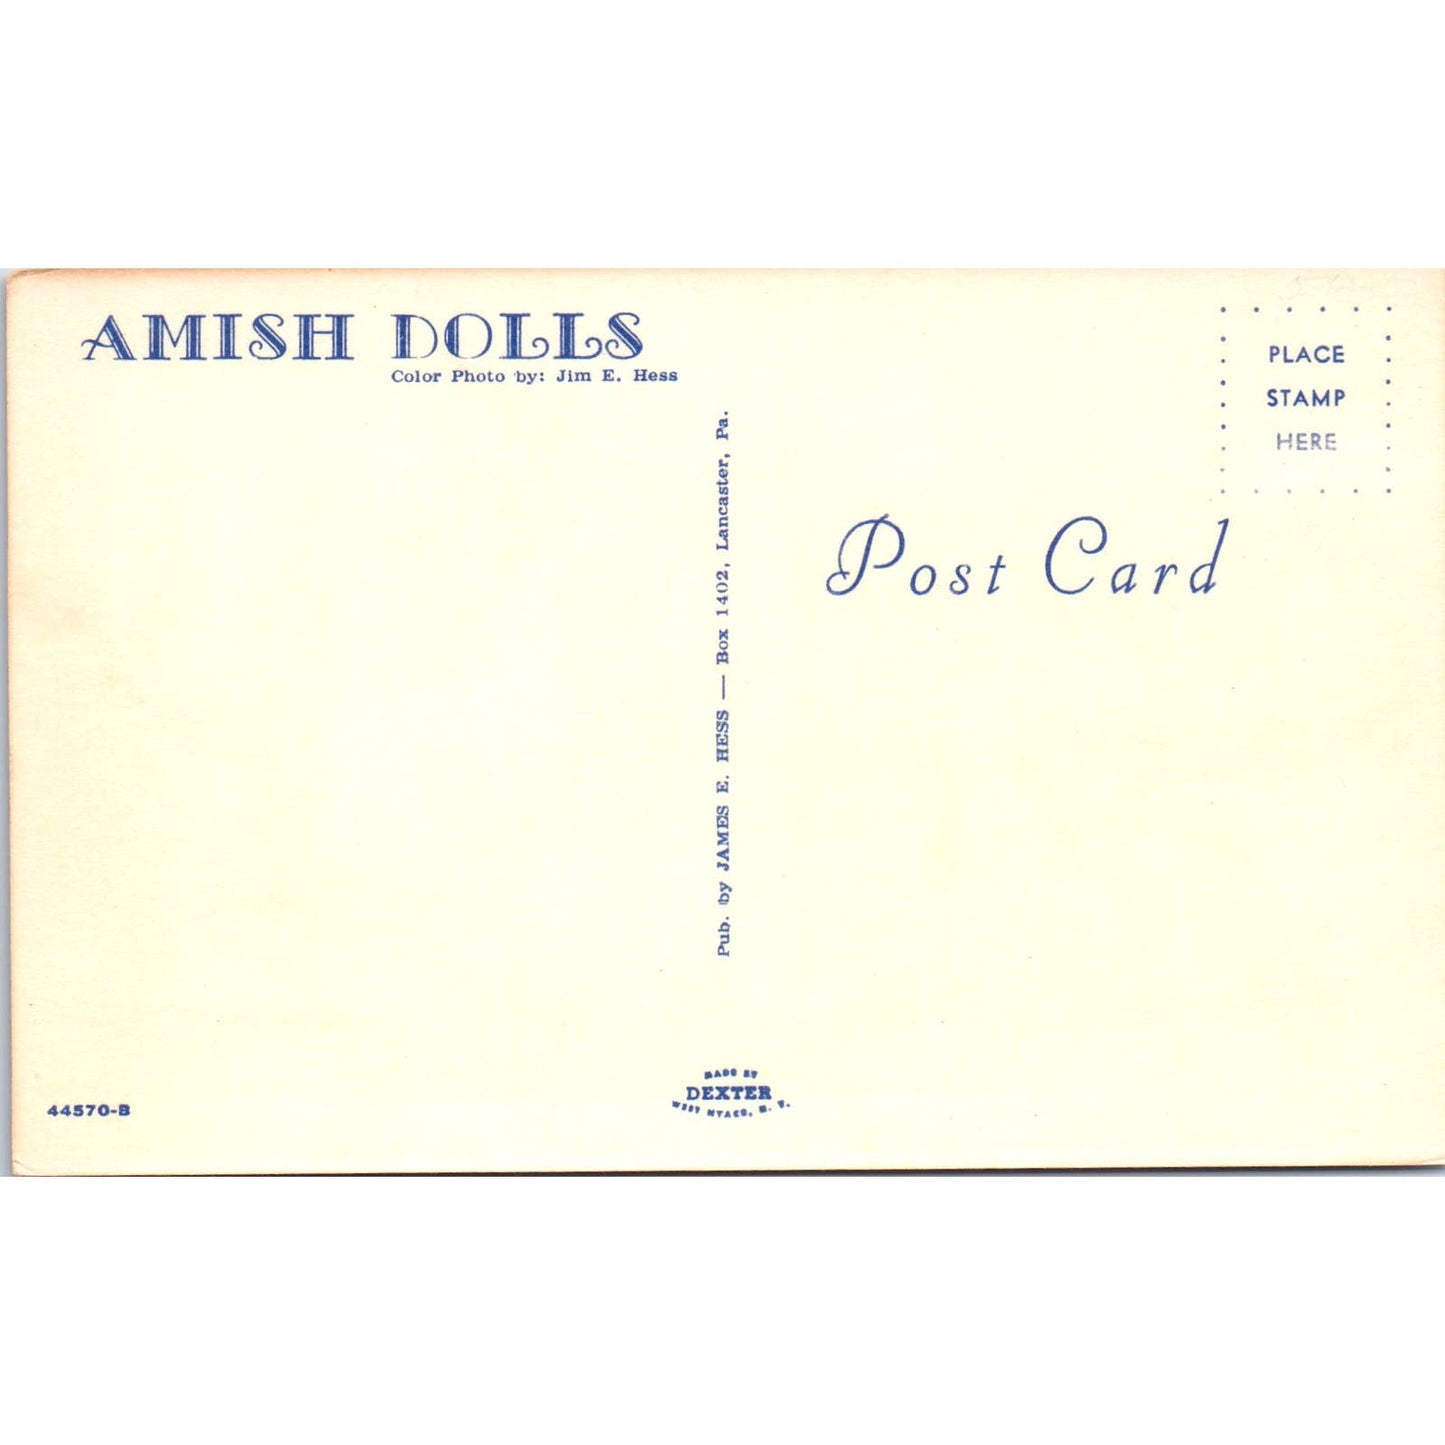 AMISH DOLLS
Color Photo by: Jim E. Hess
PLACE
STAMP
HERE
Post Card
Pub. by JAMES E. HESS — Box 1402, Lancaster, Pa.
44570-B
MADE BY
DEXTER
WEST NYACK, N. Y.